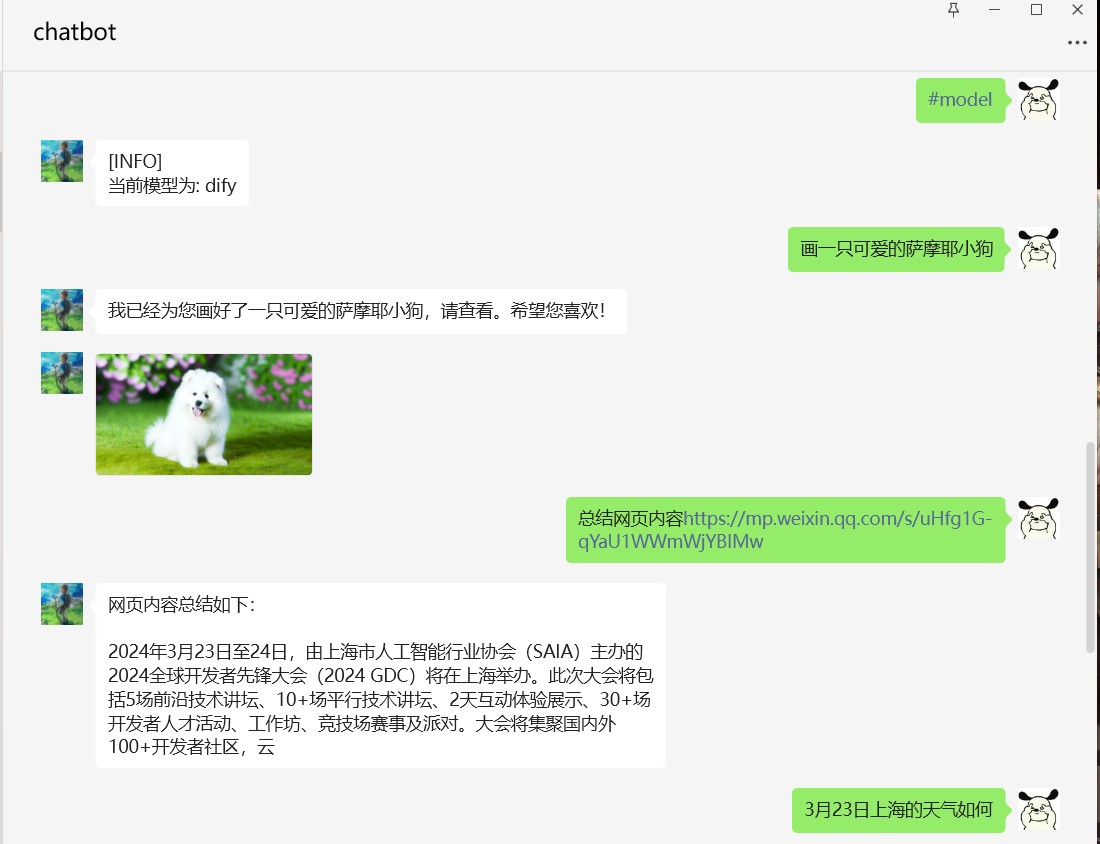 chatbot
#model
[INFO]
当前模型为: dify
画一只可爱的萨摩耶小狗
我已经为您画好了一只可爱的萨摩耶小狗，请查看。希望您喜欢！
总结网页内容https://mp.weixin.qq.com/s/uHfg1G-
qYaU1WWmWjYBIMw
网页内容总结如下：
2024年3月23日至24日，由上海市人工智能行业协会（SAIA）主办的
2024全球开发者先锋大会（2024 GDC）将在上海举办。此次大会将包
括5场前沿技术讲坛、10+场平行技术讲坛、2天互动体验展示、30+场
开发者人才活动、工作坊、竞技场赛事及派对。大会将集聚国内外
100+开发者社区，云
3月23日上海的天气如何